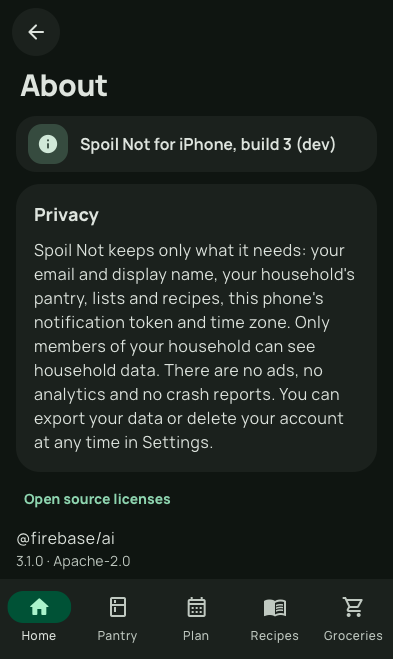 About
Spoil Not for iPhone, build 3 (dev)
Privacy
Spoil Not keeps only what it needs: your
email and display name, your household's
pantry, lists and recipes, this phone's
notification token and time zone. Only
members of your household can see
household data. There are no ads, no
analytics and no crash reports. You can
export your data or delete your account
at any time in Settings.
Open source licenses
@firebase/ai
3.1.0 · Apache-2.0
Home Pantry Plan Recipes Groceries